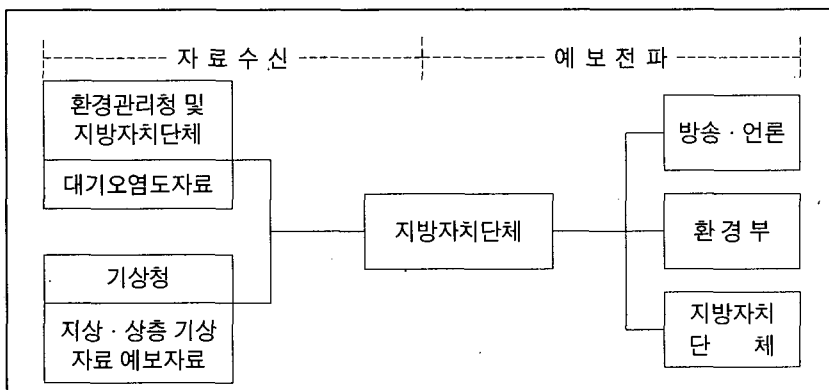 자 료 수 신
예 보 전 파
환경관리청 및
지방자치단체
대기오염도자료
기상청
지상 · 상층 기상
자료 예보자료
지방자치단체
방송 · 언론
환 경 부
지방자치
단 체